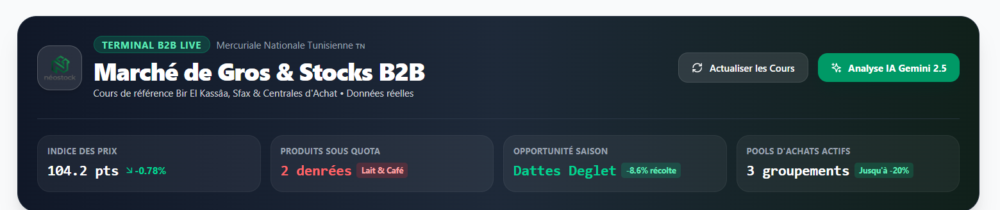 TERMINAL B2B LIVE Mercuriale Nationale Tunisienne TN
néostock
Marché de Gros & Stocks B2B
Cours de référence Bir El Kassâa, Sfax & Centrales d'Achat • Données réelles
Actualiser les Cours
Analyse IA Gemini 2.5
INDICE DES PRIX
104.2 pts ↘ -0.78%
PRODUITS SOUS QUOTA
2 denrées Lait & Café
OPPORTUNITÉ SAISON
Dattes Deglet -8.6% récolte
POOLS D'ACHATS ACTIFS
3 groupements Jusqu'à -20%